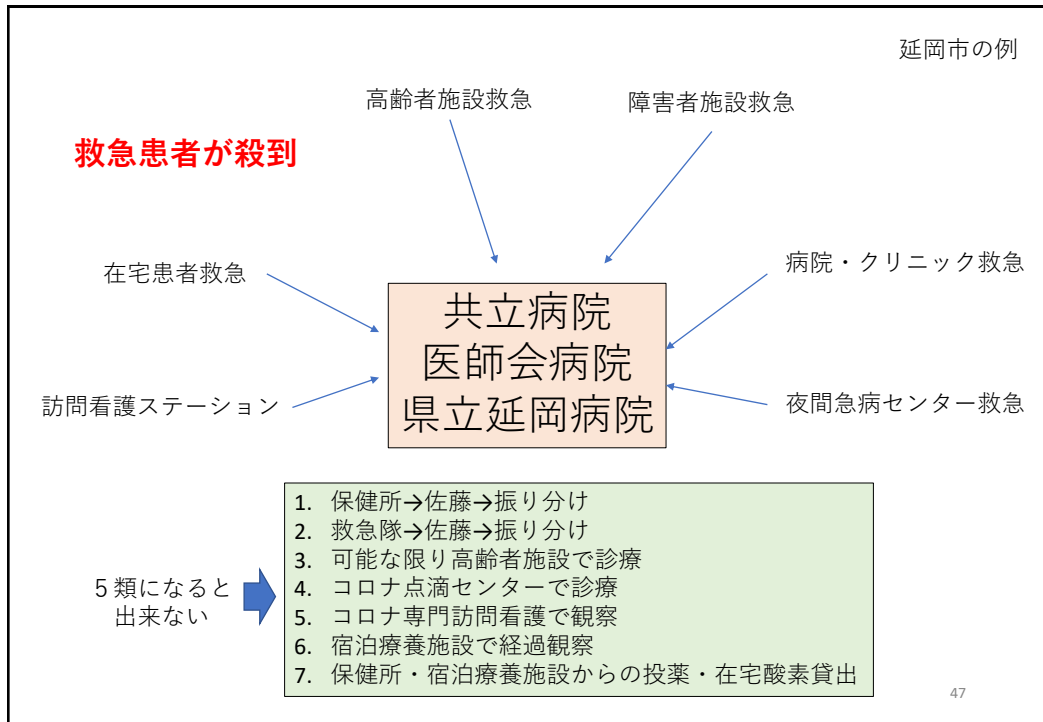 延岡市の例
高齢者施設救急
障害者施設救急
救急患者が殺到
在宅患者救急
病院・クリニック救急
共立病院
医師会病院
県立延岡病院
訪問看護ステーション
夜間急病センター救急
1. 保健所→佐藤→振り分け
2. 救急隊→佐藤→振り分け
3. 可能な限り高齢者施設で診療
4. コロナ点滴センターで診療
5. コロナ専門訪問看護で観察
6. 宿泊療養施設で経過観察
7. 保健所・宿泊療養施設からの投薬・在宅酸素貸出
５類になると
出来ない
47